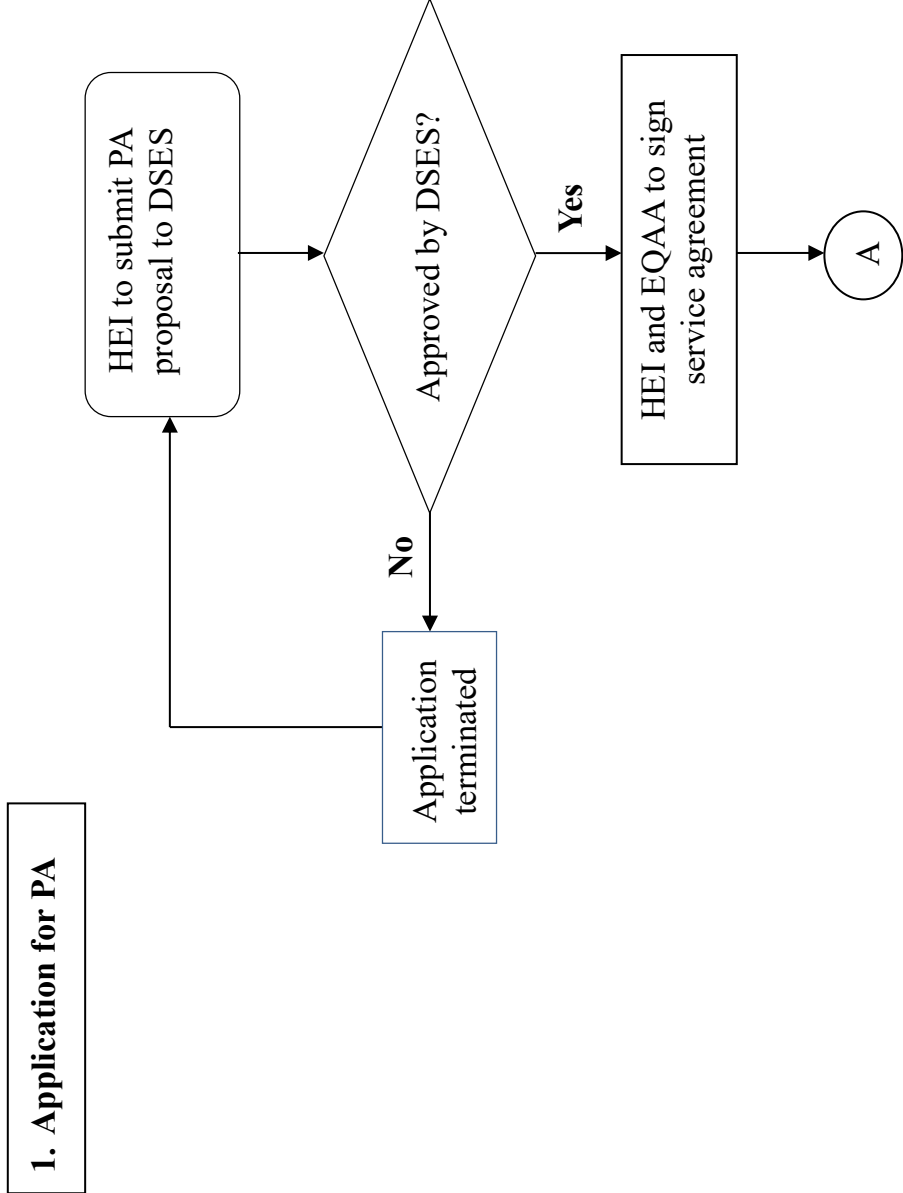 1. Application for PA
HEI to submit PA
proposal to DSES
Approved by DSES?
No
Application
terminated
Yes
HEI and EQAA to sign
service agreement
A